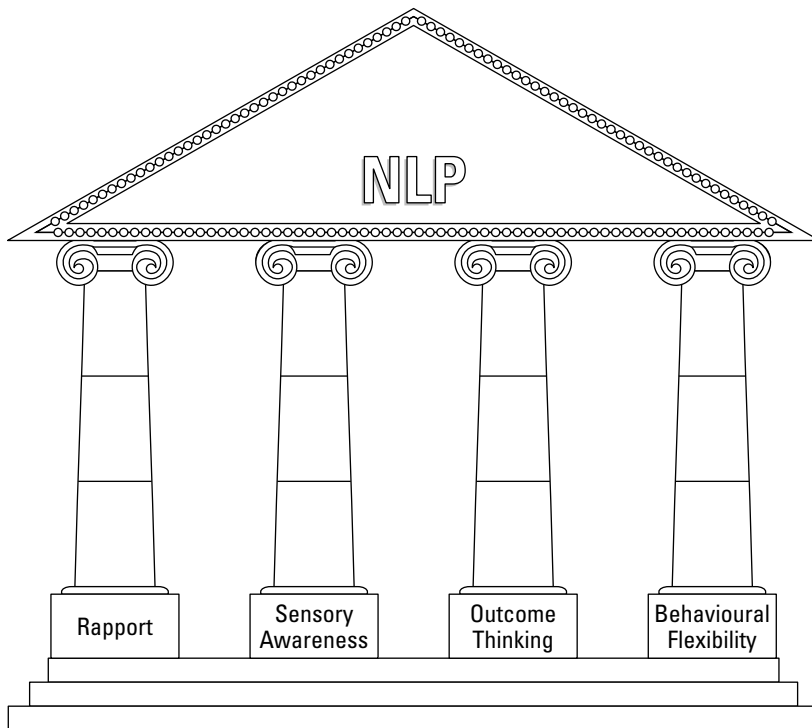 NLP
Rapport
Sensory
Awareness
Outcome
Thinking
Behavioural
Flexibility